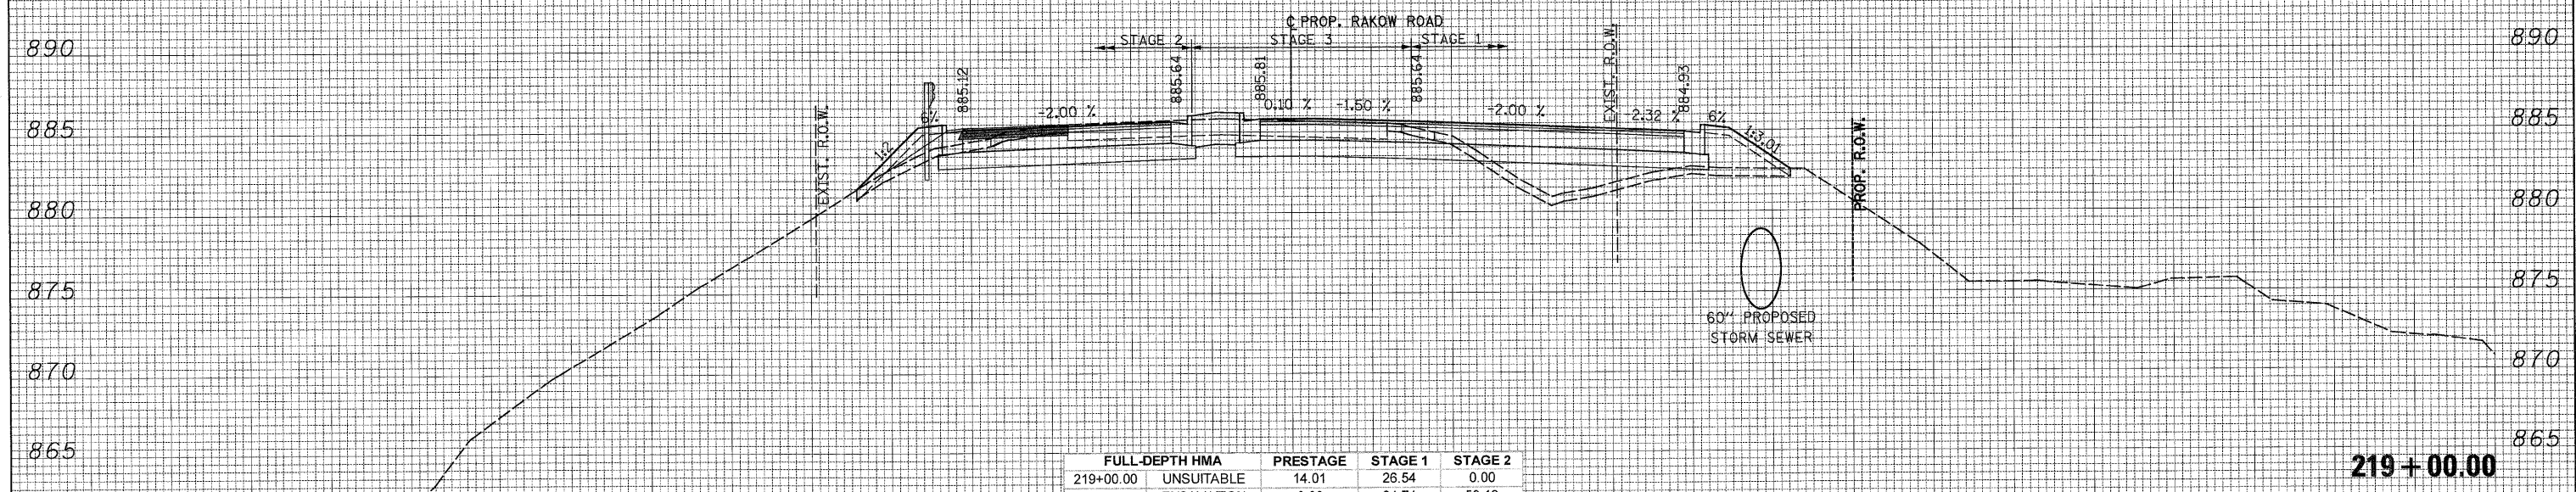 ℄ PROP. RAKOW ROAD
STAGE 2 STAGE 3 STAGE 1
890 890
885 885
880 880
875 875
870 870
865 865
EXIST. R.O.W.
1:2
6%
885.12
-2.00 %
885.64
885.81
0.10 %
-1.50 %
885.64
-2.00 %
EXIST. R.O.W.
-2.32 %
884.93
6%
1:3.01
PROP. R.O.W.
60" PROPOSED
STORM SEWER
FULL-DEPTH HMA PRESTAGE STAGE 1 STAGE 2
219+00.00 UNSUITABLE 14.01 26.54 0.00
219+00.00